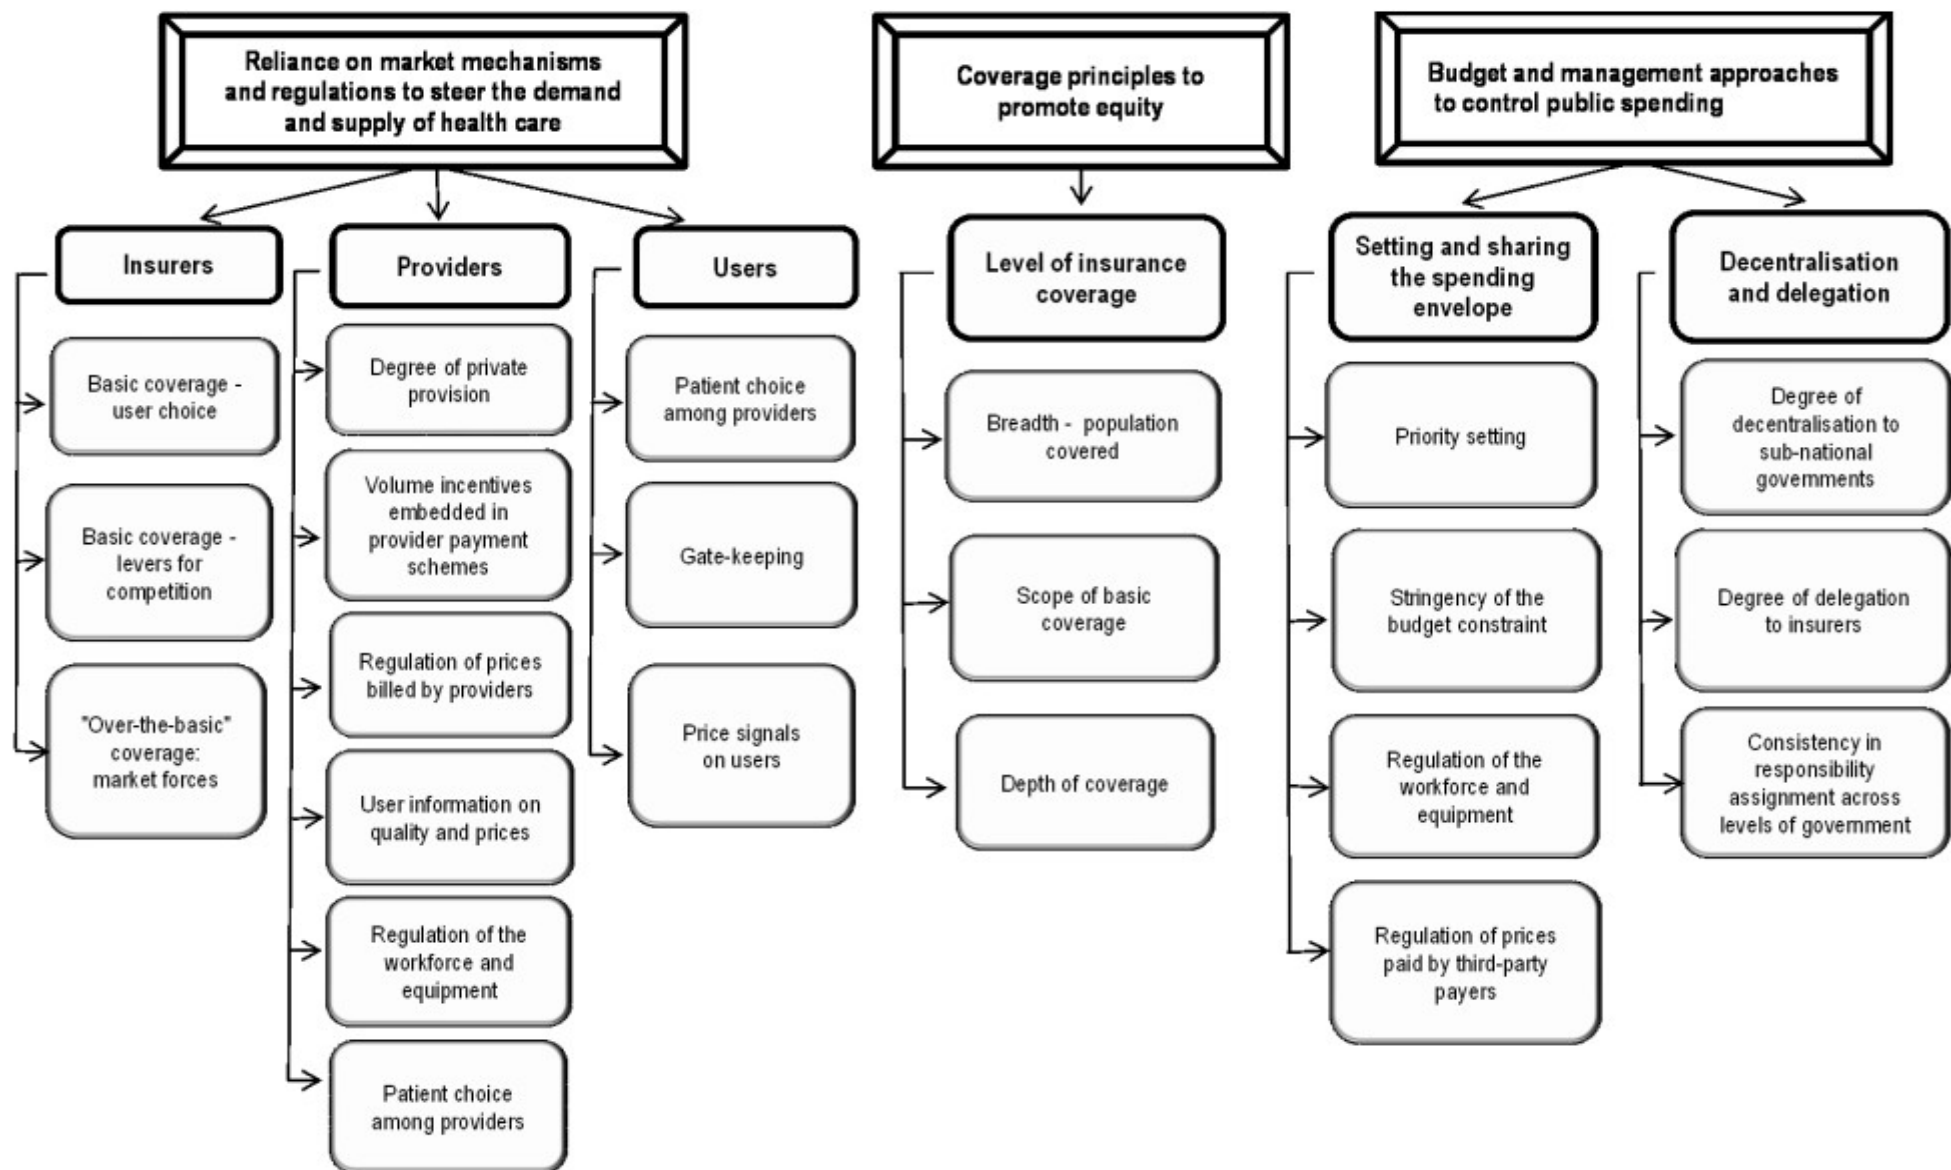 Reliance on market mechanisms
and regulations to steer the demand
and supply of health care
Coverage principles to
promote equity
Budget and management approaches
to control public spending
Insurers
Basic coverage -
user choice
Basic coverage -
levers for
competition
"Over-the-basic"
coverage:
market forces
Providers
Degree of private
provision
Volume incentives
embedded in
provider payment
schemes
Regulation of prices
billed by providers
User information on
quality and prices
Regulation of the
workforce and
equipment
Patient choice
among providers
Users
Patient choice
among providers
Gate-keeping
Price signals
on users
Level of insurance
coverage
Breadth - population
covered
Scope of basic
coverage
Depth of coverage
Setting and sharing
the spending
envelope
Priority setting
Stringency of the
budget constraint
Regulation of the
workforce and
equipment
Regulation of prices
paid by third-party
payers
Decentralisation
and delegation
Degree of
decentralisation to
sub-national
governments
Degree of delegation
to insurers
Consistency in
responsibility
assignment across
levels of government